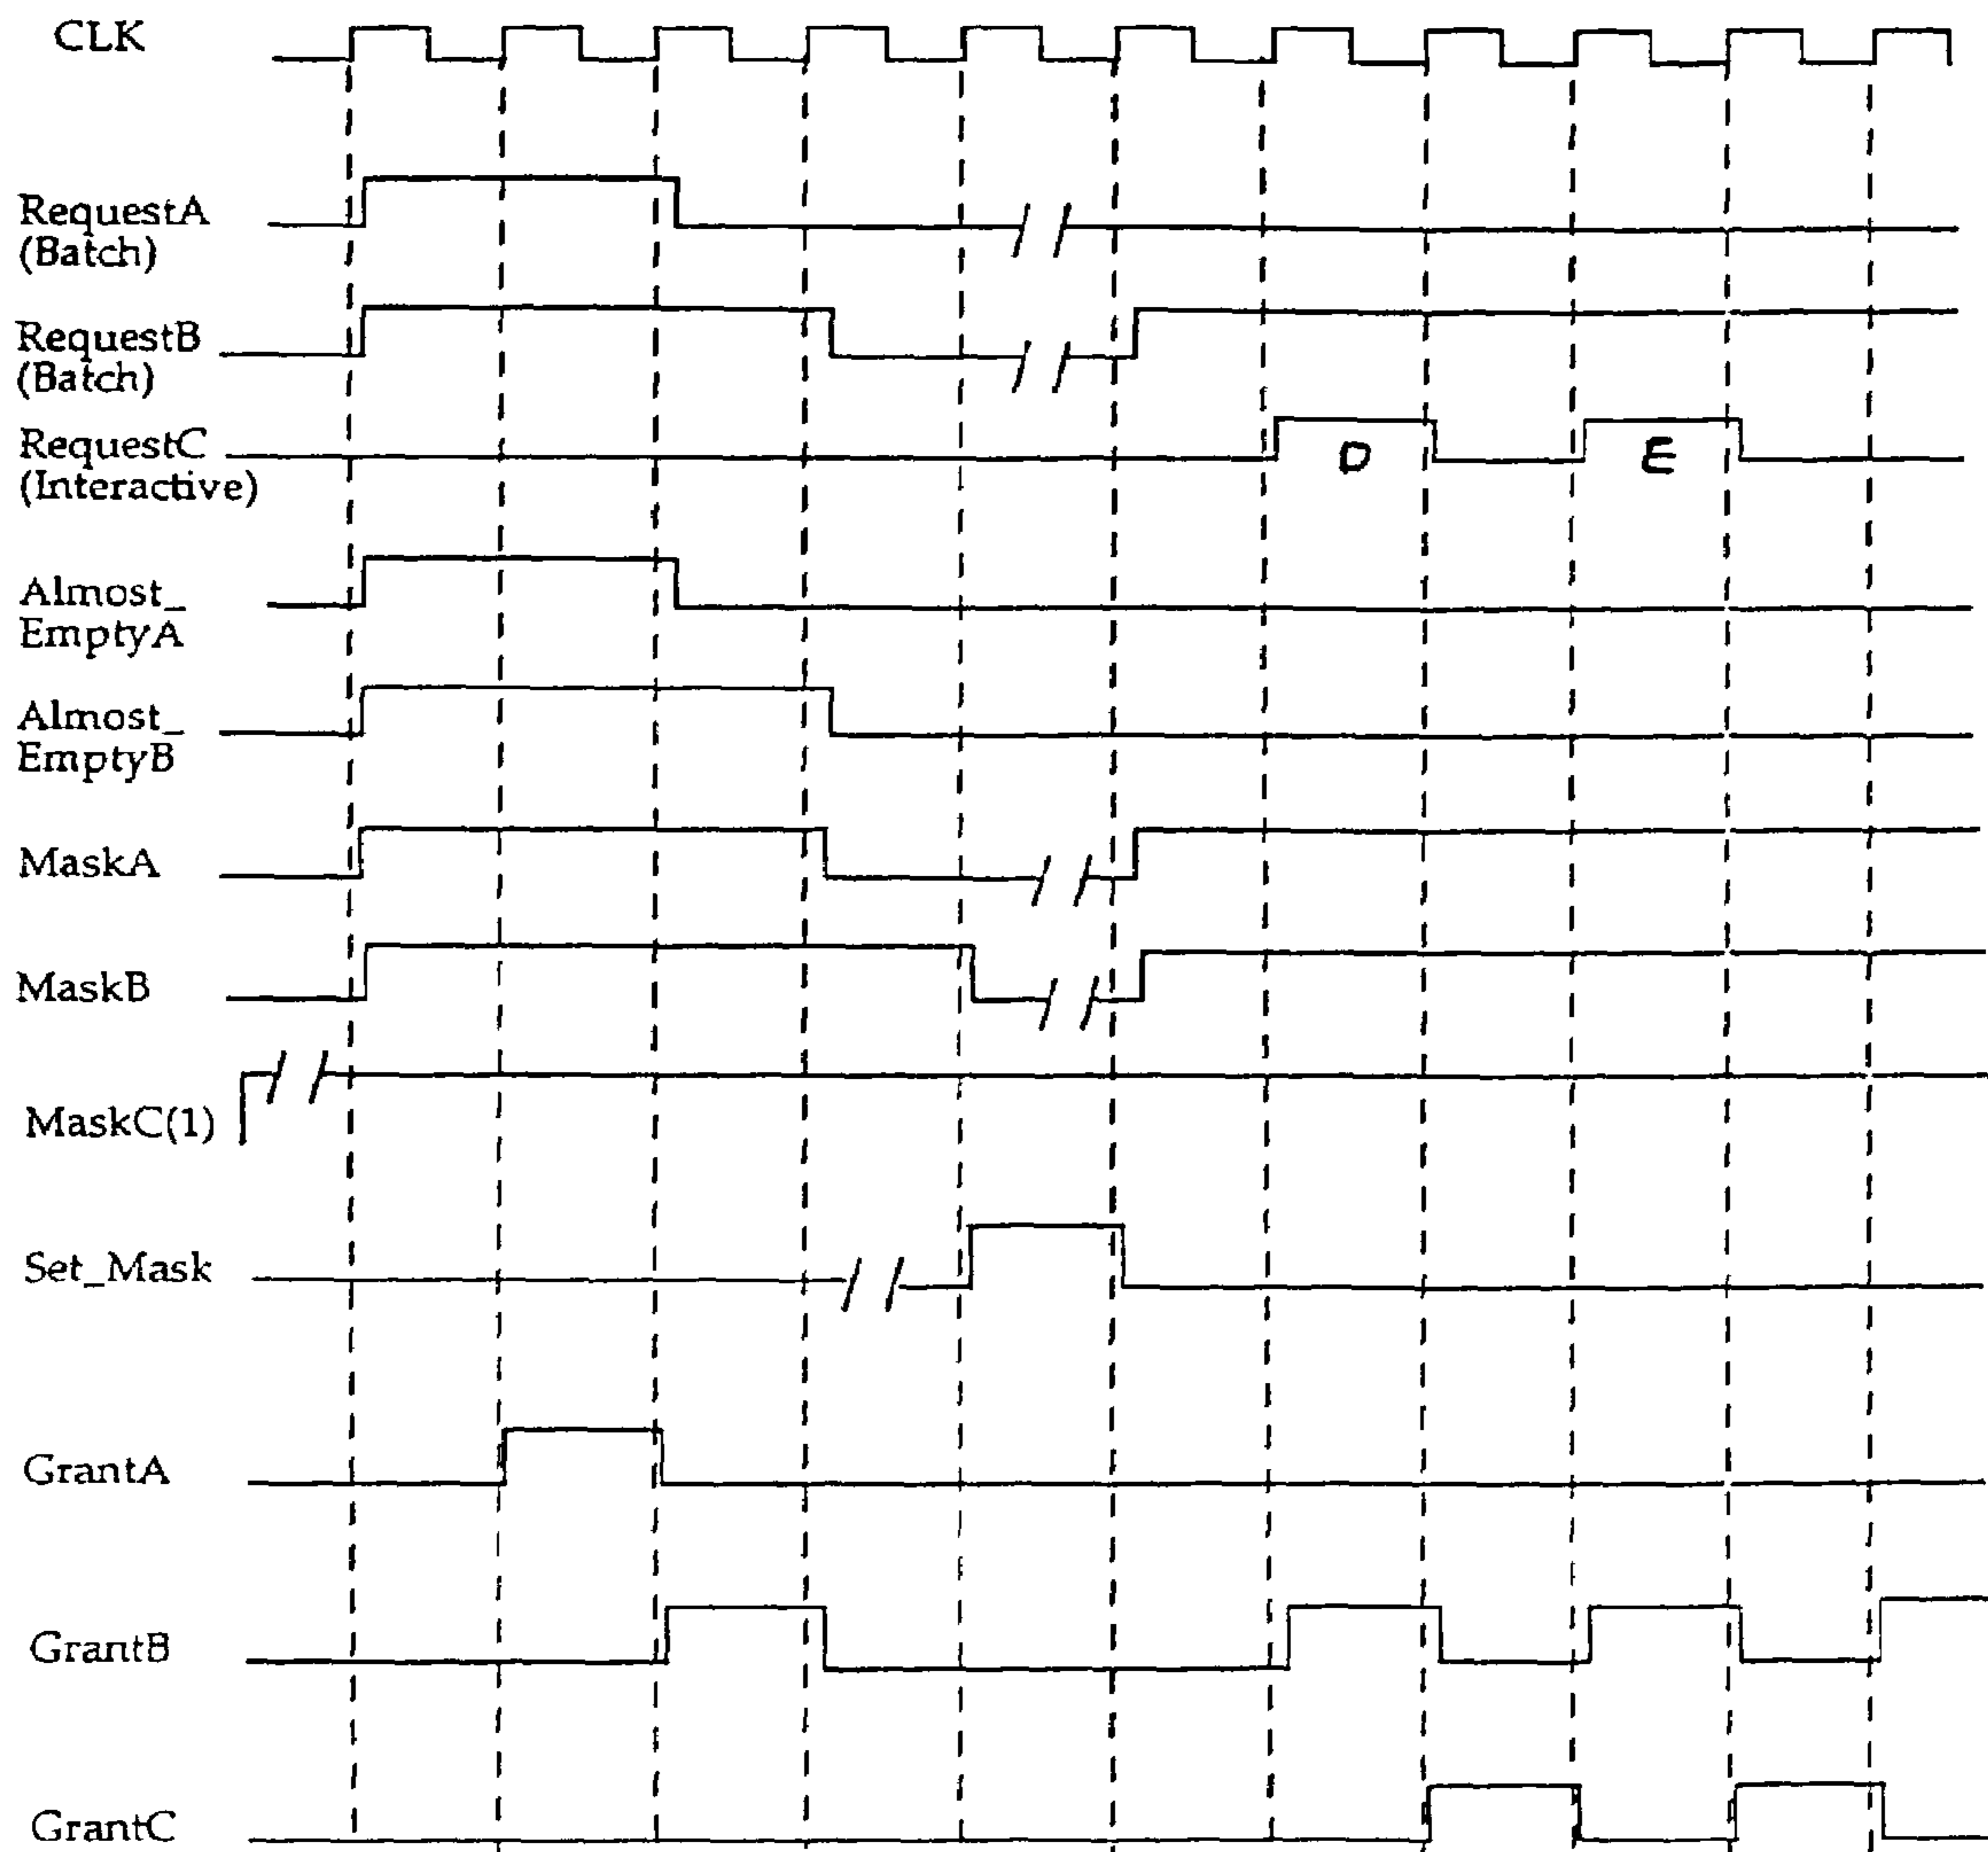 CLK
RequestA
(Batch)
RequestB
(Batch)
RequestC
(Interactive)
D
E
Almost_
EmptyA
Almost_
EmptyB
MaskA
MaskB
MaskC(1)
Set_Mask
GrantA
GrantB
GrantC